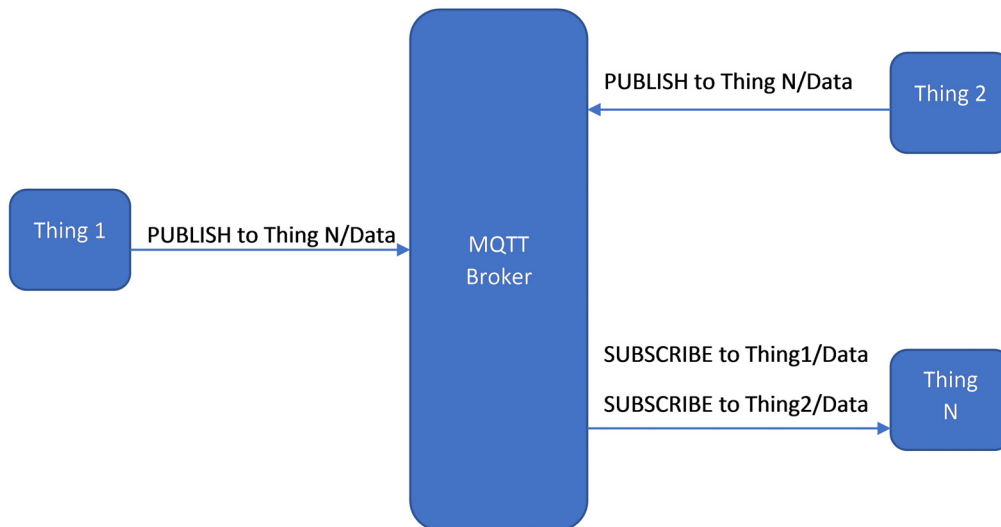 PUBLISH to Thing N/Data
Thing 2
Thing 1
PUBLISH to Thing N/Data
MQTT
Broker
SUBSCRIBE to Thing1/Data
SUBSCRIBE to Thing2/Data
Thing
N